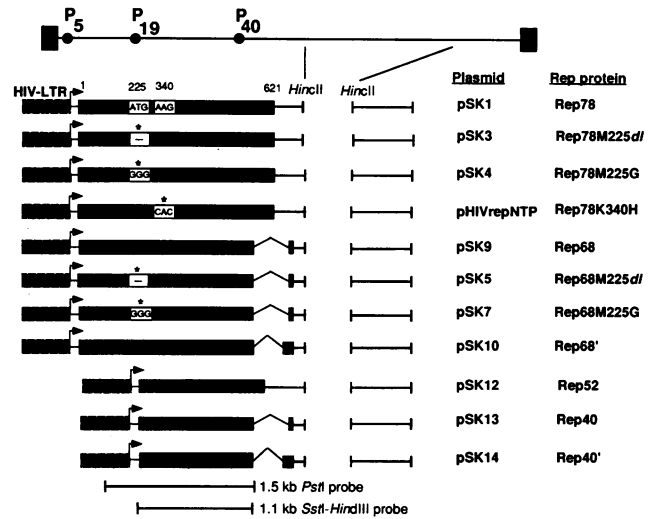 P5 P19 P40
1 225 340 621 HincII HincII Plasmid Rep protein
HIV-LTR ATG AAG pSK1 Rep78
* – pSK3 Rep78M225dl
* GGG pSK4 Rep78M225G
* CAC pHIVrepNTP Rep78K340H
pSK9 Rep68
* – pSK5 Rep68M225dl
* GGG pSK7 Rep68M225G
pSK10 Rep68'
pSK12 Rep52
pSK13 Rep40
pSK14 Rep40'
1.5 kb PstI probe
1.1 kb SstI-HindIII probe